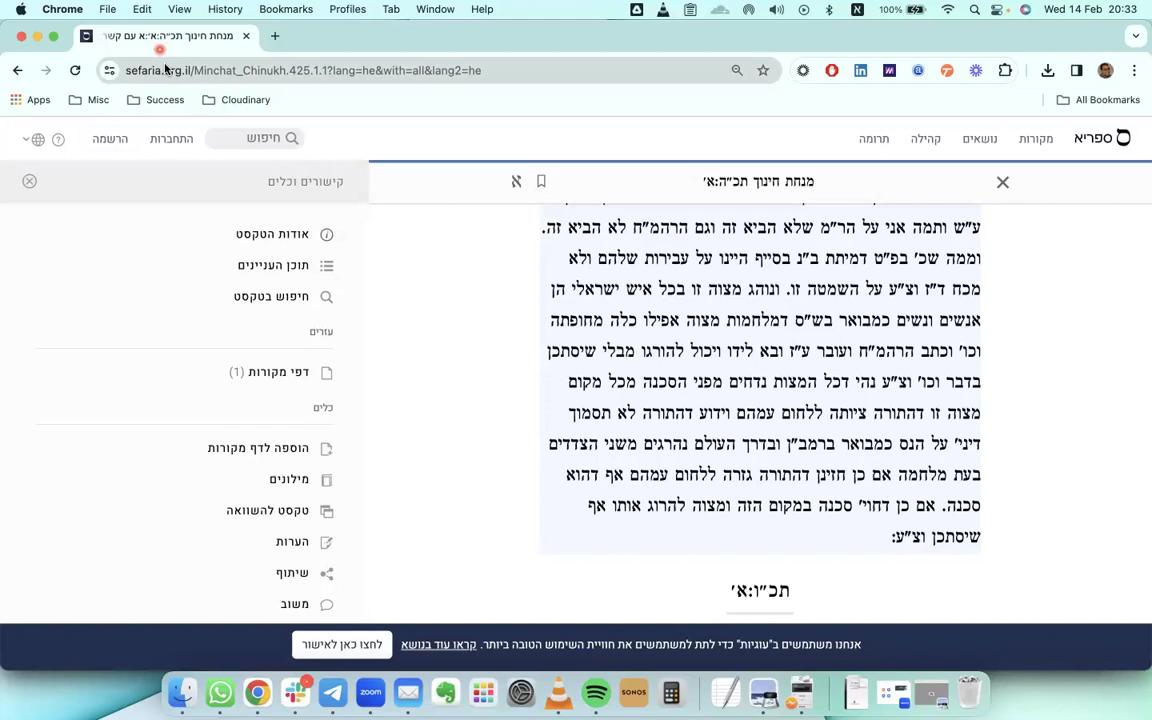 Chrome File Edit View History Bookmarks Profiles Tab Window Help 100% Wed 14 Feb 20:33
מנחת חינוך תכ״ה:א׳:א עם קשר
sefaria.org.il/Minchat_Chinukh.425.1.1?lang=he&with=all&lang2=he
Apps Misc Success Cloudinary All Bookmarks
ספריא מקורות נושאים קהילה תרומה חיפוש התחברות הרשמה
מנחת חינוך תכ״ה:א׳ א
קישורים וכלים
ע"ש ותמה אני על הר"מ שלא הביא זה וגם הרהמ"ח לא הביא זה.
וממה שכ' בפ"ט דמיתת ב"נ בסייף היינו על עבירות שלהם ולא
מכח ד"ז וצ"ע על השמטה זו. ונוהג מצוה זו בכל איש ישראלי הן
אנשים ונשים כמבואר בש"ס דמלחמות מצוה אפילו כלה מחופתה
וכו' וכתב הרהמ"ח ועובר ע"ז ובא לידו ויכול להורגו מבלי שיסתכן
בדבר וכו' וצ"ע נהי דכל המצות נדחים מפני הסכנה מכל מקום
מצוה זו דהתורה ציותה ללחום עמהם וידוע דהתורה לא תסמוך
דיני' על הנס כמבואר ברמב"ן ובדרך העולם נהרגים משני הצדדים
בעת מלחמה אם כן חזינן דהתורה גזרה ללחום עמהם אף דהוא
סכנה. אם כן דחוי' סכנה במקום הזה ומצוה להרוג אותו אף
שיסתכן וצ"ע:
תכ״ו:א׳
אודות הטקסט
תוכן העניינים
חיפוש בטקסט
עזרים
דפי מקורות (1)
כלים
הוספה לדף מקורות
מילונים
טקסט להשוואה
הערות
שיתוף
משוב
אנחנו משתמשים ב"עוגיות" כדי לתת למשתמשים את חוויית השימוש הטובה ביותר. קראו עוד בנושא לחצו כאן לאישור
zoom SONOS